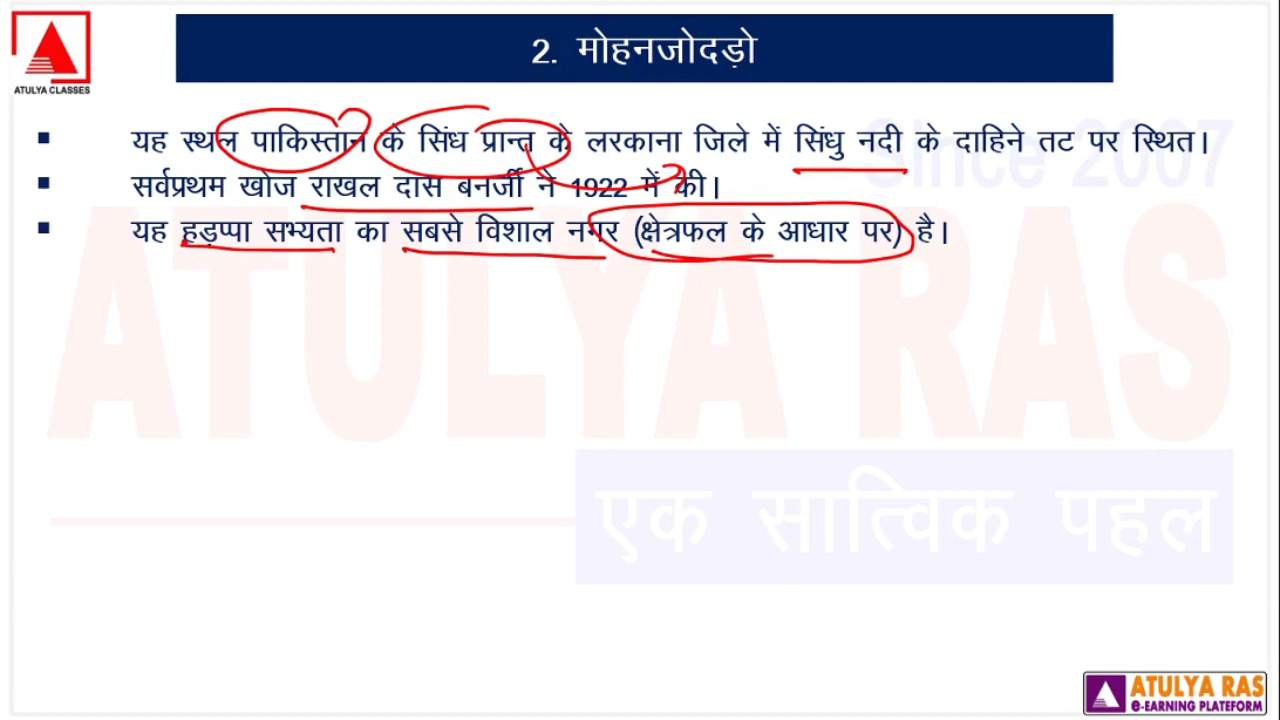 ATULYA CLASSES
2. मोहनजोदड़ो
यह स्थल पाकिस्तान के सिंध प्रान्त के लरकाना जिले में सिंधु नदी के दाहिने तट पर स्थित।
सर्वप्रथम खोज राखल दास बनर्जी ने 1922 में की।
यह हड़प्पा सभ्यता का सबसे विशाल नगर (क्षेत्रफल के आधार पर) है।
Since 2007
ATULYA RAS
एक सात्विक पहल
ATULYA RAS
e-EARNING PLATEFORM